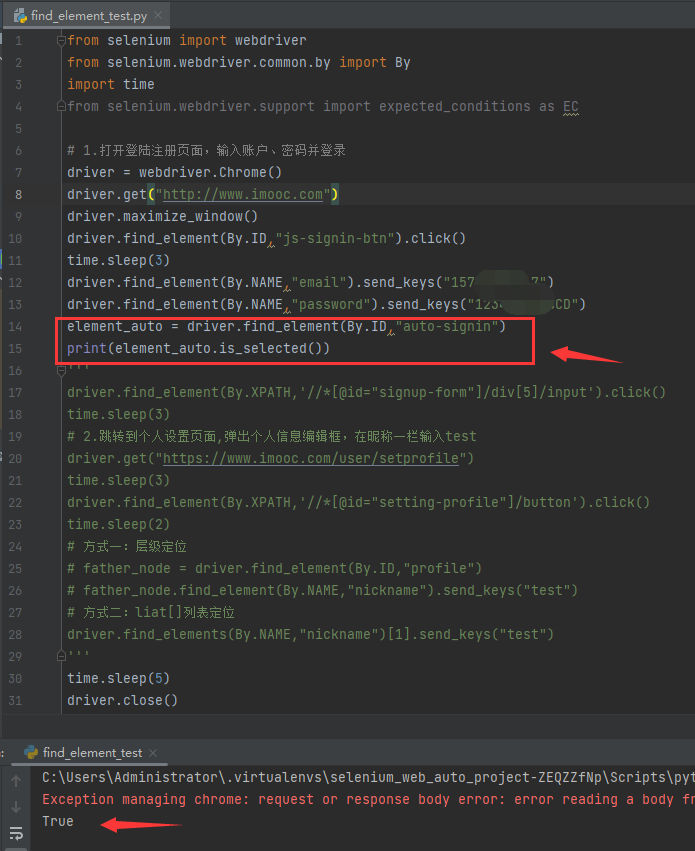 find_element_test.py
1 from selenium import webdriver
2 from selenium.webdriver.common.by import By
3 import time
4 from selenium.webdriver.support import expected_conditions as EC
5
6 # 1.打开登陆注册页面，输入账户、密码并登录
7 driver = webdriver.Chrome()
8 driver.get("http://www.imooc.com")
9 driver.maximize_window()
10 driver.find_element(By.ID,"js-signin-btn").click()
11 time.sleep(3)
12 driver.find_element(By.NAME,"email").send_keys("157 7")
13 driver.find_element(By.NAME,"password").send_keys("123 CD")
14 element_auto = driver.find_element(By.ID,"auto-signin")
15 print(element_auto.is_selected())
16 '''
17 driver.find_element(By.XPATH,'//*[@id="signup-form"]/div[5]/input').click()
18 time.sleep(3)
19 # 2.跳转到个人设置页面,弹出个人信息编辑框，在昵称一栏输入test
20 driver.get("https://www.imooc.com/user/setprofile")
21 time.sleep(3)
22 driver.find_element(By.XPATH,'//*[@id="setting-profile"]/button').click()
23 time.sleep(2)
24 # 方式一：层级定位
25 # father_node = driver.find_element(By.ID,"profile")
26 # father_node.find_element(By.NAME,"nickname").send_keys("test")
27 # 方式二：liat[]列表定位
28 driver.find_elements(By.NAME,"nickname")[1].send_keys("test")
29 '''
30 time.sleep(5)
31 driver.close()
: find_element_test
C:\Users\Administrator\.virtualenvs\selenium_web_auto_project-ZEQZZfNp\Scripts\pyt
Exception managing chrome: request or response body error: error reading a body fr
True